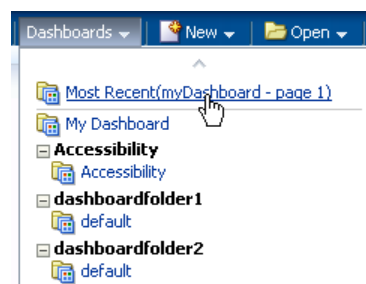 Dashboards New Open
Most Recent(myDashboard - page 1)
My Dashboard
Accessibility
Accessibility
dashboardfolder1
default
dashboardfolder2
default